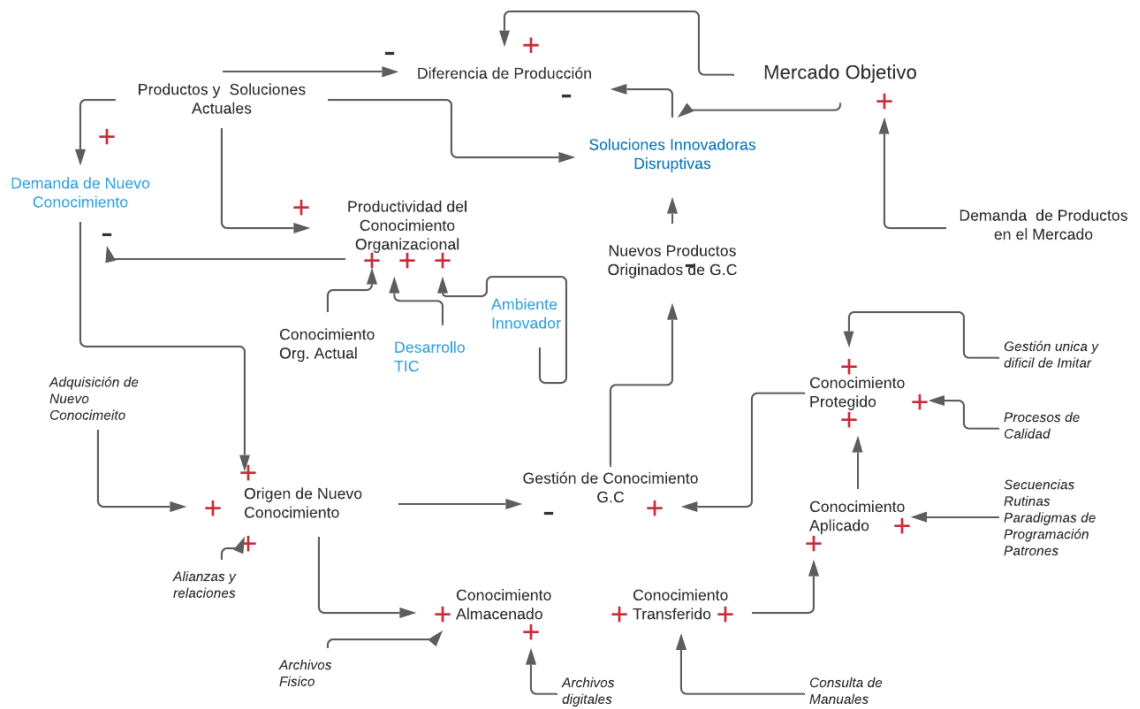 Diferencia de Producción
Mercado Objetivo
Productos y Soluciones
Actuales
Soluciones Innovadoras
Disruptivas
Demanda de Nuevo
Conocimiento
Productividad del
Conocimiento
Organizacional
Demanda de Productos
en el Mercado
Nuevos Productos
Originados de G.C
Ambiente
Innovador
Conocimiento
Org. Actual
Desarrollo
TIC
Gestión unica y
dificil de Imitar
Adquisición de
Nuevo
Conocimeito
Conocimiento
Protegido
Procesos de
Calidad
Origen de Nuevo
Conocimiento
Gestión de Conocimiento
G.C
Conocimiento
Aplicado
Secuencias
Rutinas
Paradigmas de
Programación
Patrones
Alianzas y
relaciones
Conocimiento
Almacenado
Conocimiento
Transferido
Archivos
Fisico
Archivos
digitales
Consulta de
Manuales